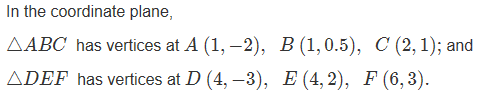 In the coordinate plane,
△ABC has vertices at A (1, −2), B (1, 0.5), C (2, 1); and
△DEF has vertices at D (4, −3), E (4, 2), F (6, 3).